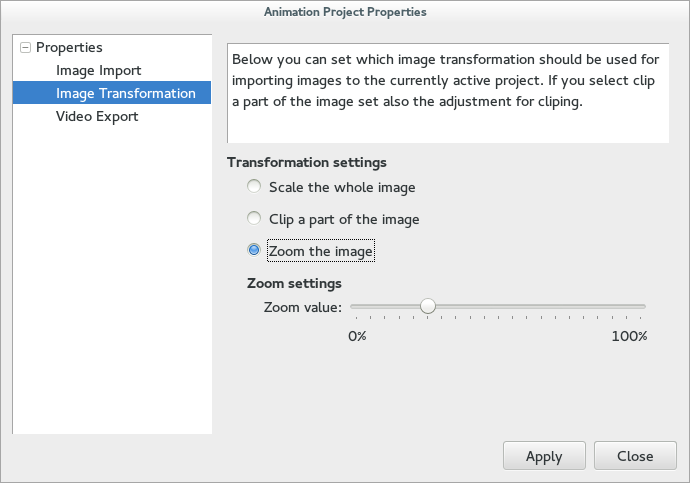 Animation Project Properties
Properties
Image Import
Image Transformation
Video Export
Below you can set which image transformation should be used for
importing images to the currently active project. If you select clip
a part of the image set also the adjustment for cliping.
Transformation settings
Scale the whole image
Clip a part of the image
Zoom the image
Zoom settings
Zoom value:
0% 100%
Apply Close